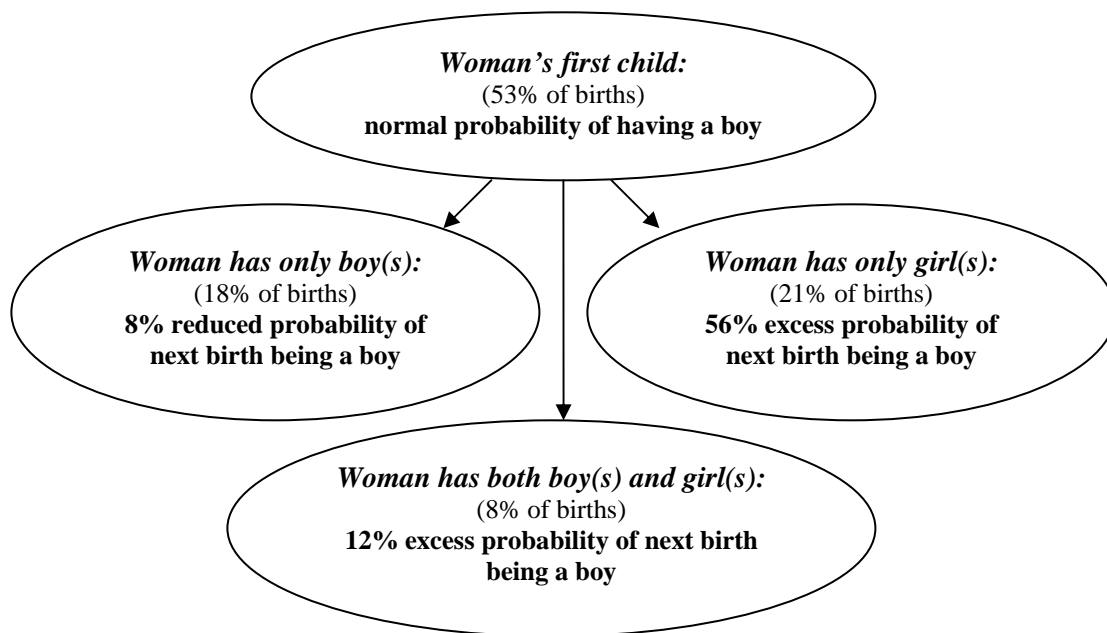 Woman's first child:
(53% of births)
normal probability of having a boy
Woman has only boy(s):
(18% of births)
8% reduced probability of
next birth being a boy
Woman has only girl(s):
(21% of births)
56% excess probability of
next birth being a boy
Woman has both boy(s) and girl(s):
(8% of births)
12% excess probability of next birth
being a boy